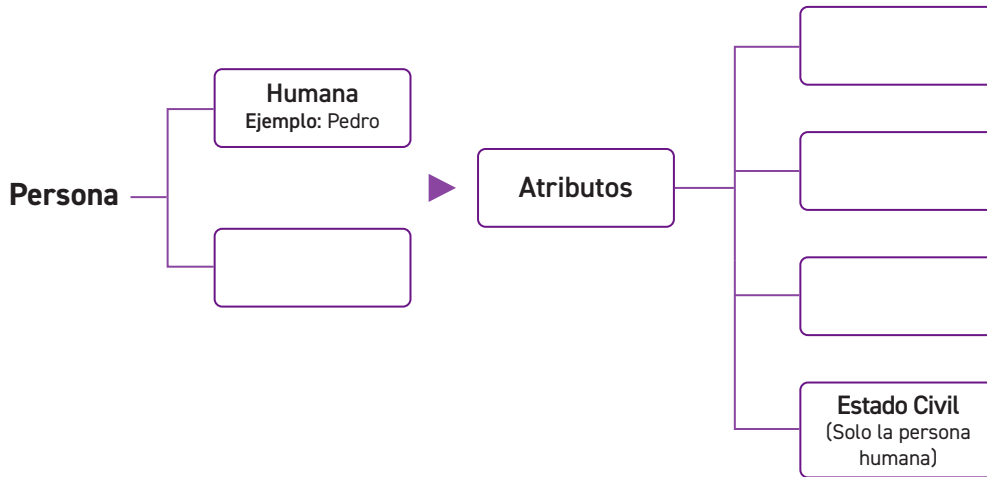 Persona
Humana
Ejemplo: Pedro
Atributos
Estado Civil
(Solo la persona
humana)